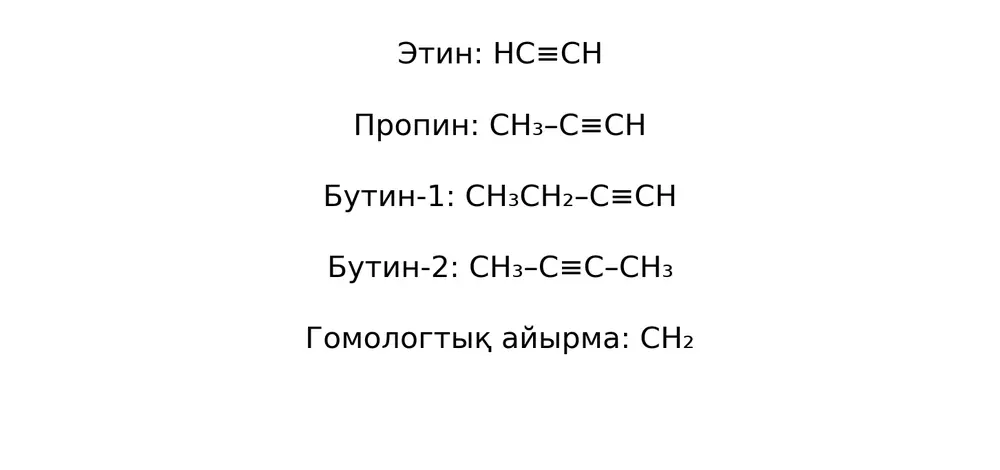 Этин: HC≡CH
Пропин: CH₃–C≡CH
Бутин-1: CH₃CH₂–C≡CH
Бутин-2: CH₃–C≡C–CH₃
Гомологтық айырма: CH₂